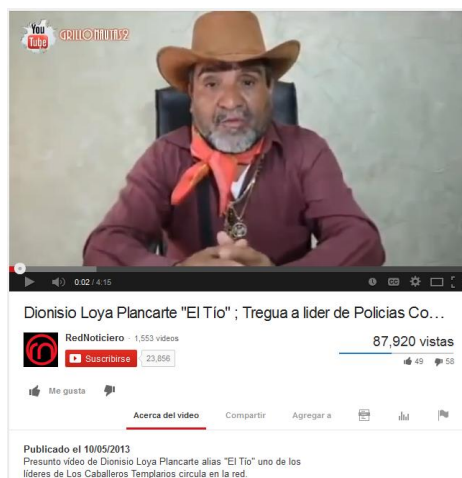 You
Tube GRILLONAUTAS2
0:02 / 4:15
Dionisio Loya Plancarte "El Tío" ; Tregua a lider de Policias Co...
RedNoticiero · 1,553 videos
Suscribirse 23,856
87,920 vistas
49 58
Me gusta
Acerca del video Compartir Agregar a
Publicado el 10/05/2013
Presunto vídeo de Dionisio Loya Plancarte alias "El Tío" uno de los
líderes de Los Caballeros Templarios circula en la red.